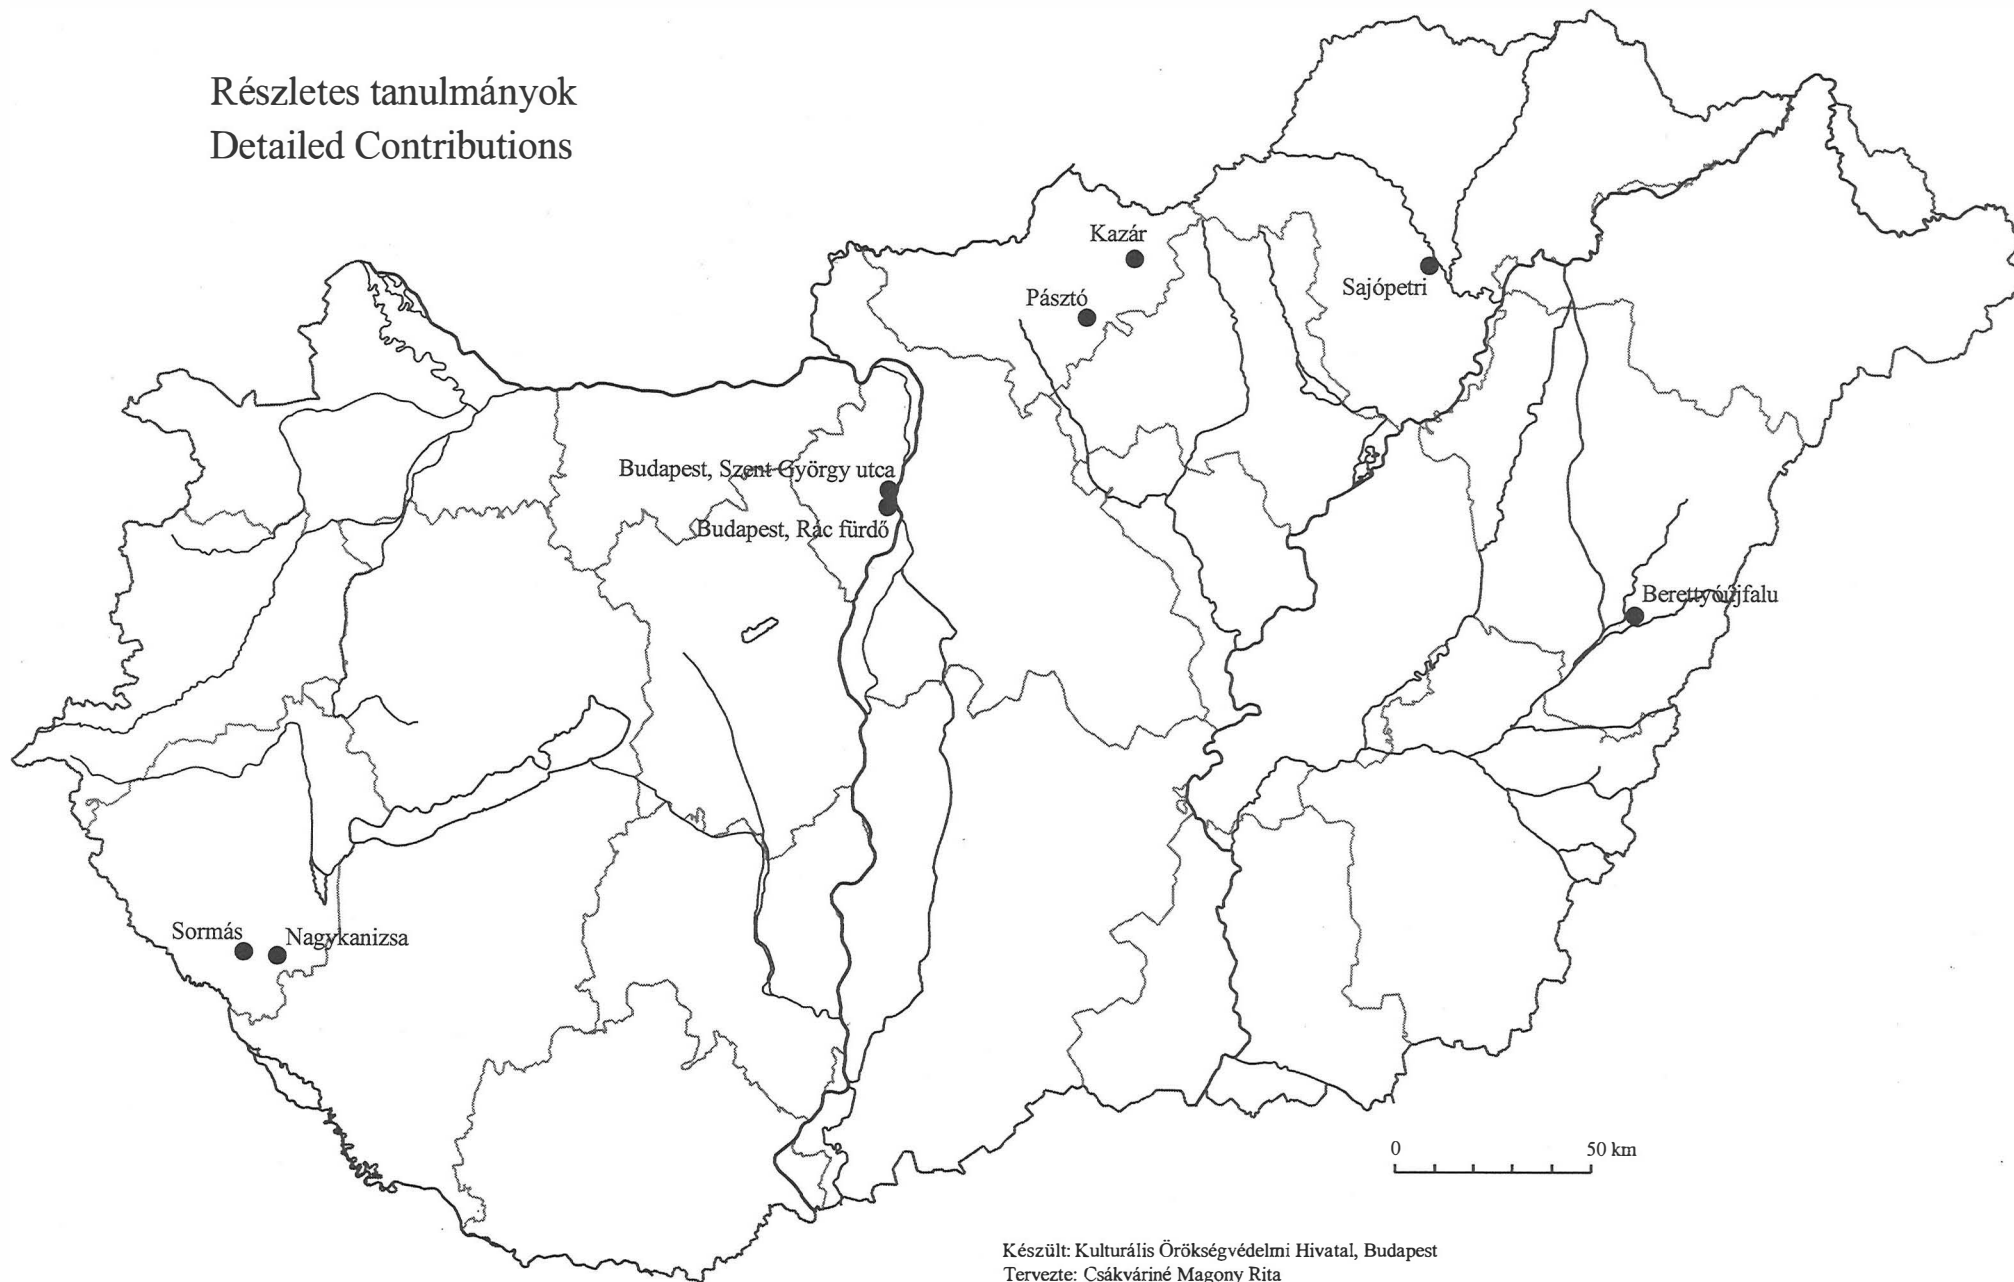 Részletes tanulmányok
Detailed Contributions
Kazár
Sajópetri
Pásztó
Budapest, Szent György utca
Budapest, Rác fürdő
Berettyóújfalu
Sormás
Nagykanizsa
0 50 km
Készült: Kulturális Örökségvédelmi Hivatal, Budapest
Tervezte: Csákváriné Magony Rita